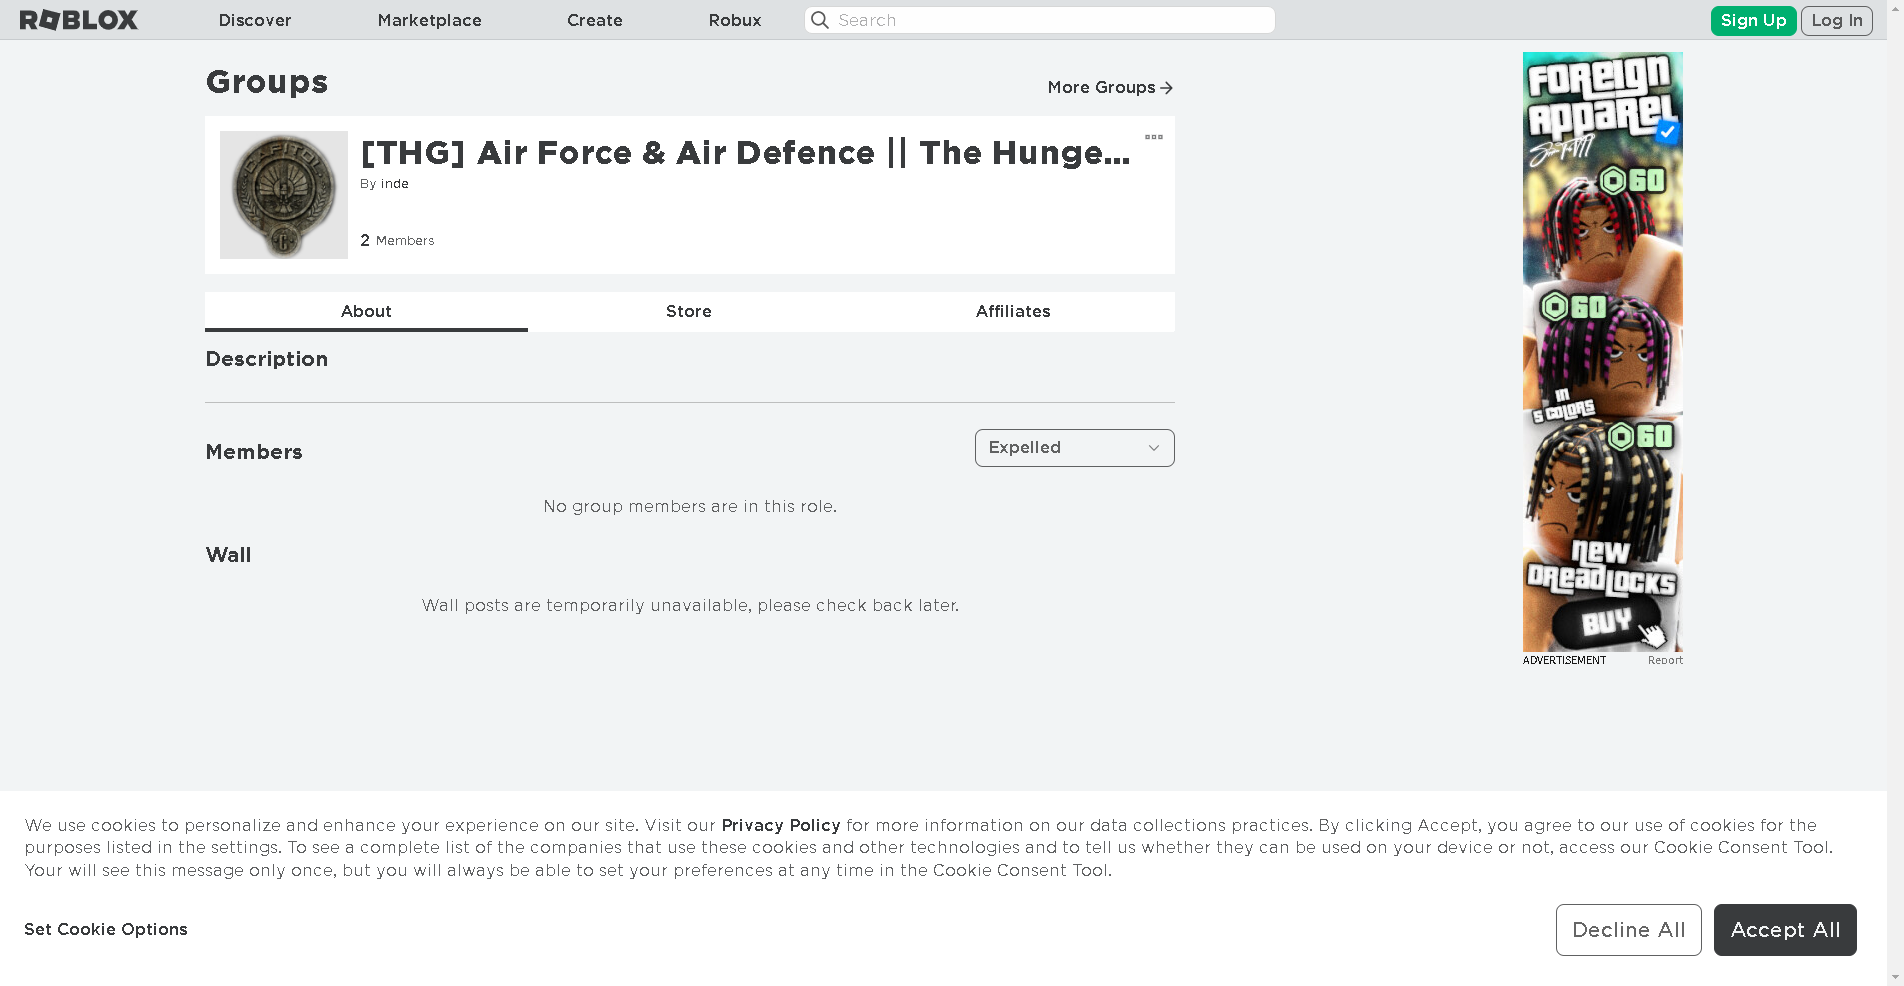 ROBLOX
Discover
Marketplace
Create
Robux
Search
Sign Up
Log In
Groups
More Groups
CAPITOL
C
[THG] Air Force & Air Defence || The Hunge...
By inde
2 Members
About
Store
Affiliates
Description
Members
Expelled
No group members are in this role.
Wall
Wall posts are temporarily unavailable, please check back later.
FOREIGN
APPAREL
60
60
IN
5 COLORS
60
NEW
DREADLOCKS
BUY
ADVERTISEMENT
Report
We use cookies to personalize and enhance your experience on our site. Visit our Privacy Policy for more information on our data collections practices. By clicking Accept, you agree to our use of cookies for the
purposes listed in the settings. To see a complete list of the companies that use these cookies and other technologies and to tell us whether they can be used on your device or not, access our Cookie Consent Tool.
Your will see this message only once, but you will always be able to set your preferences at any time in the Cookie Consent Tool.
Set Cookie Options
Decline All
Accept All